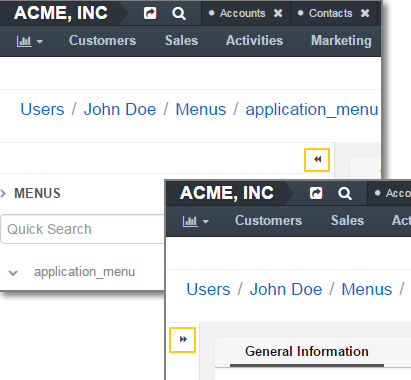 ACME, INC Accounts Contacts
Customers Sales Activities Marketing
Users / John Doe / Menus / application_menu
MENUS
Quick Search
application_menu
ACME, INC Acco
Customers Sales Act
Users / John Doe / Menus /
General Information